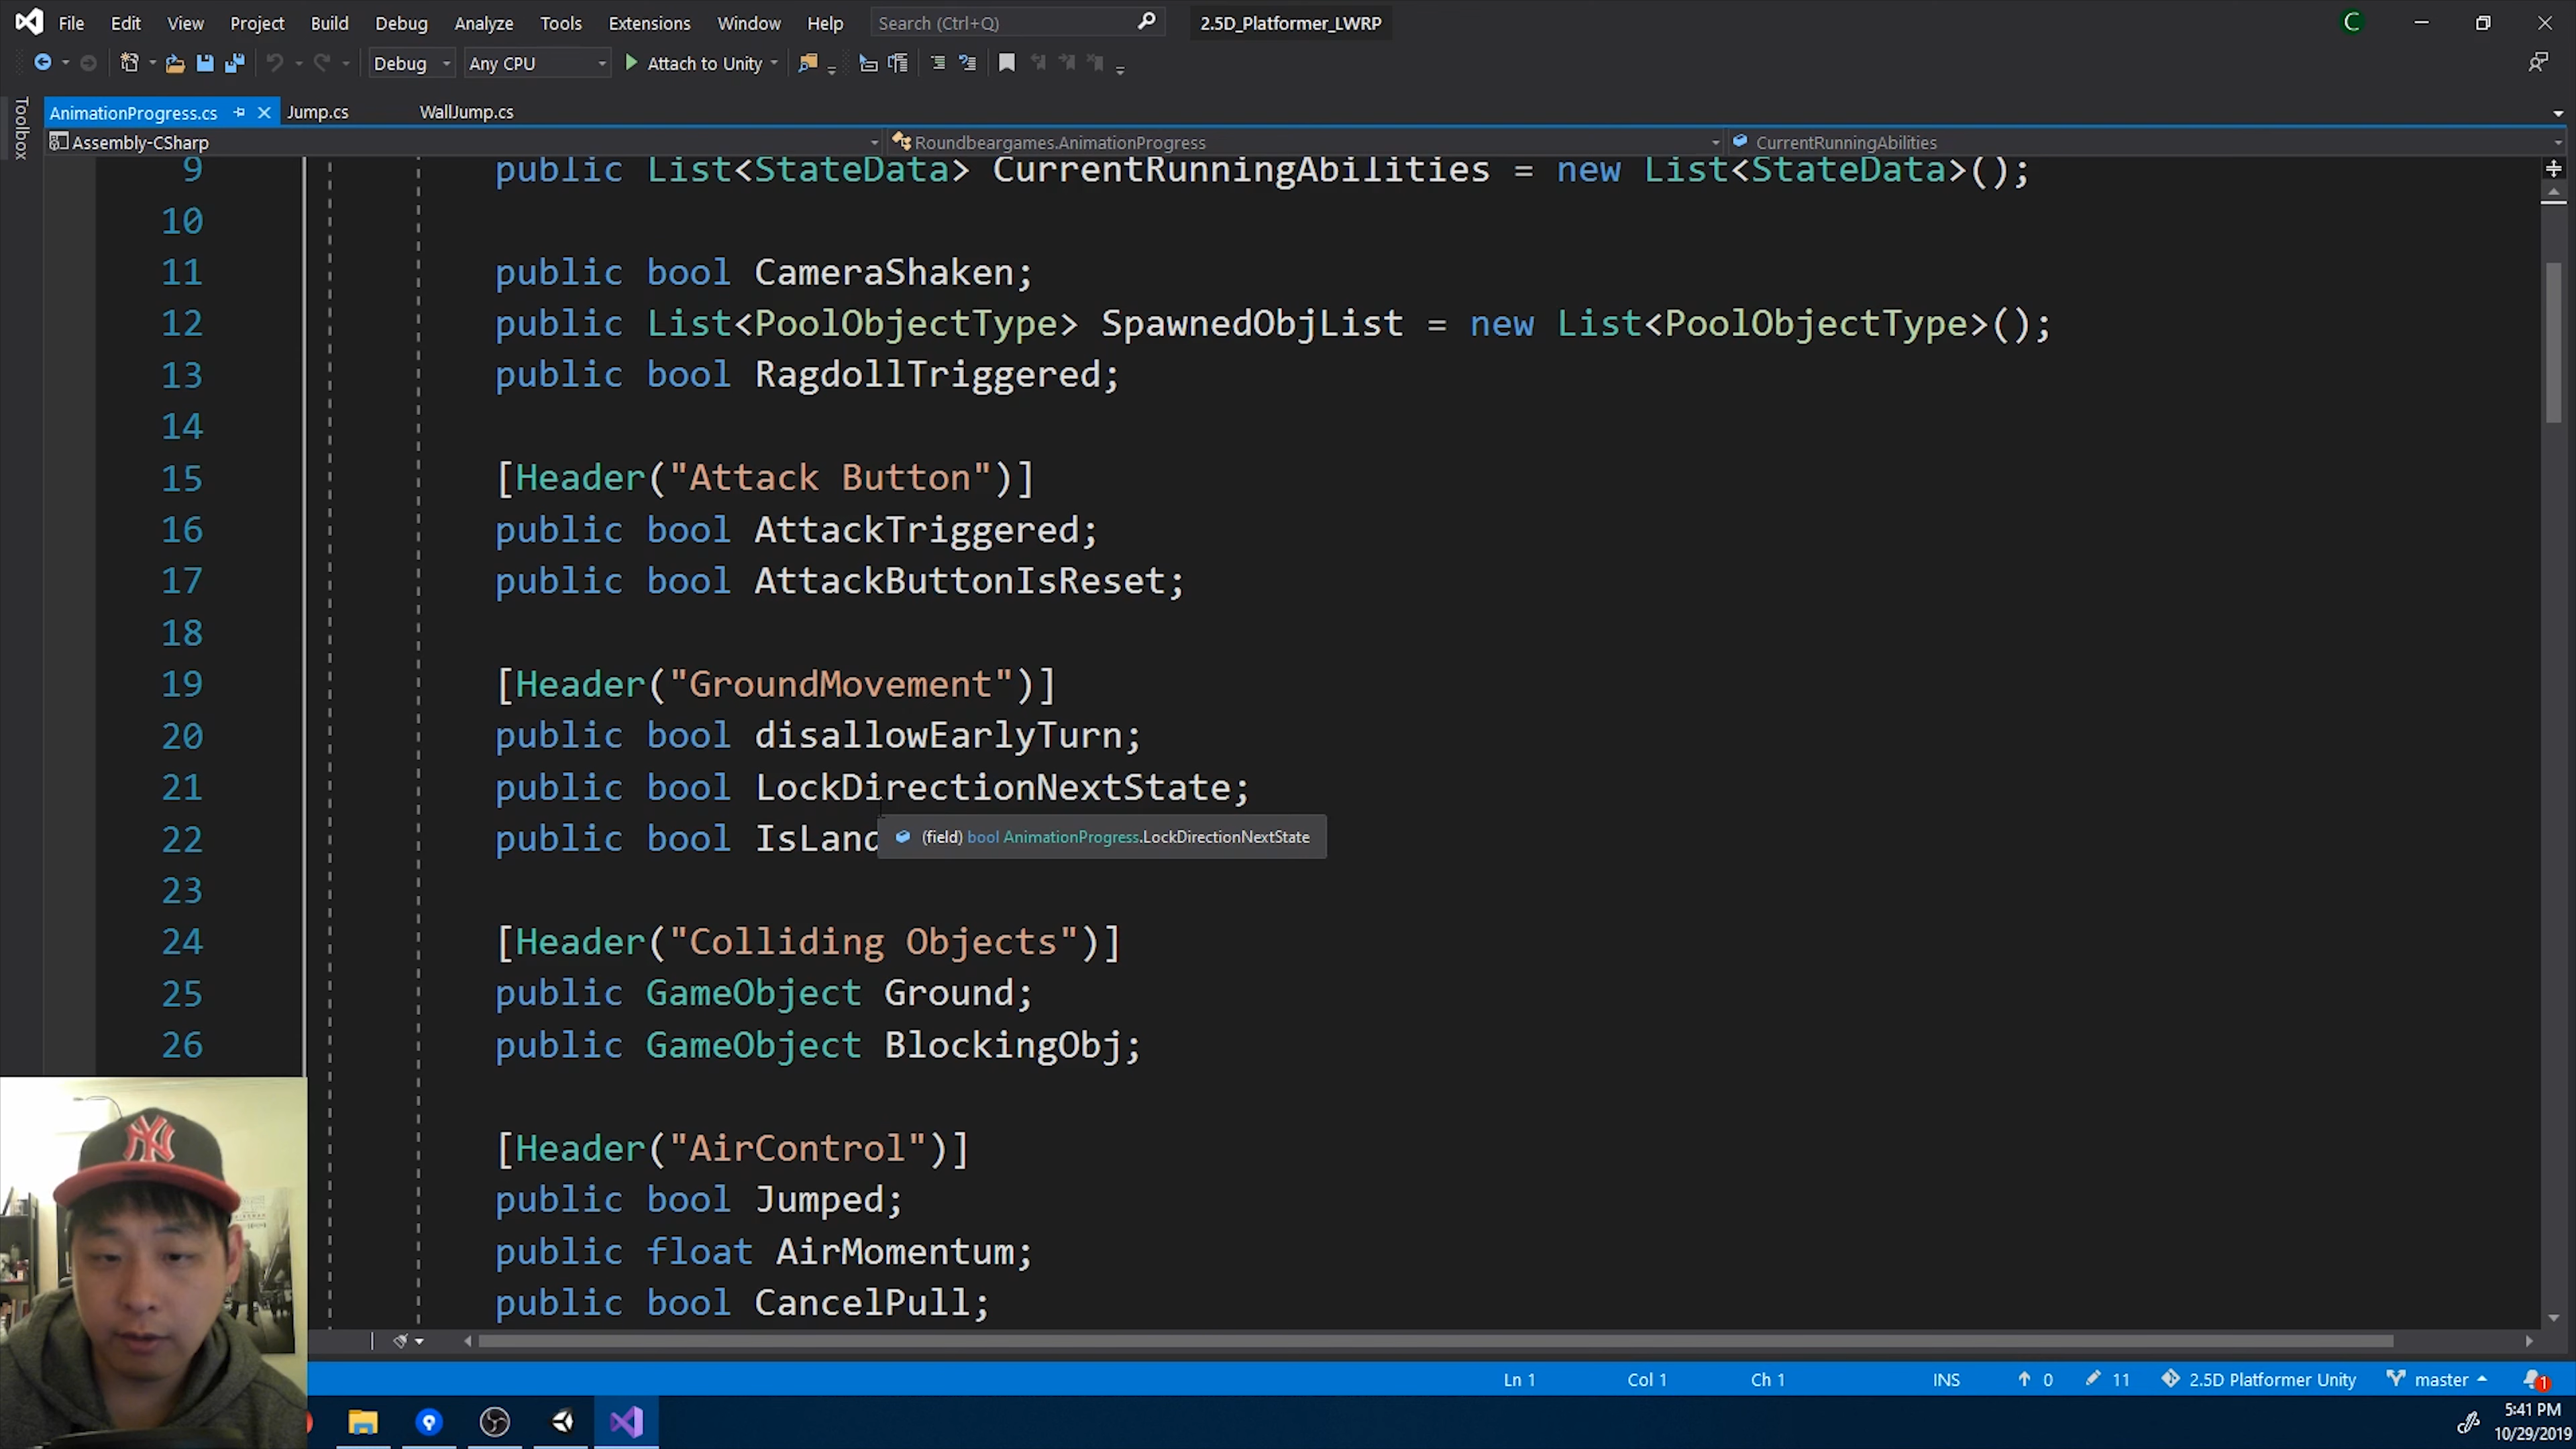 File Edit View Project Build Debug Analyze Tools Extensions Window Help Search (Ctrl+Q) 2.5D_Platformer_LWRP C
Debug Any CPU Attach to Unity
Toolbox
AnimationProgress.cs Jump.cs WallJump.cs
Assembly-CSharp Roundbeargames.AnimationProgress CurrentRunningAbilities
9 public List<StateData> CurrentRunningAbilities = new List<StateData>();
10
11 public bool CameraShaken;
12 public List<PoolObjectType> SpawnedObjList = new List<PoolObjectType>();
13 public bool RagdollTriggered;
14
15 [Header("Attack Button")]
16 public bool AttackTriggered;
17 public bool AttackButtonIsReset;
18
19 [Header("GroundMovement")]
20 public bool disallowEarlyTurn;
21 public bool LockDirectionNextState;
22 public bool IsLand
(field) bool AnimationProgress.LockDirectionNextState
23
24 [Header("Colliding Objects")]
25 public GameObject Ground;
26 public GameObject BlockingObj;
[Header("AirControl")]
public bool Jumped;
public float AirMomentum;
public bool CancelPull;
NY
Ln 1 Col 1 Ch 1 INS 0 11 2.5D Platformer Unity master 1
5:41 PM
10/29/2019